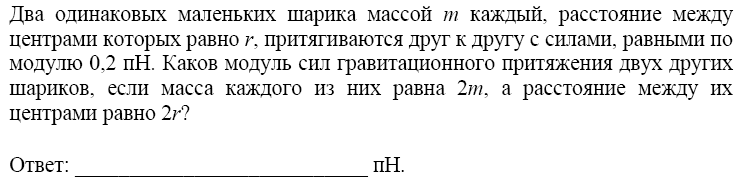 Два одинаковых маленьких шарика массой m каждый, расстояние между
центрами которых равно r, притягиваются друг к другу с силами, равными по
модулю 0,2 пН. Каков модуль сил гравитационного притяжения двух других
шариков, если масса каждого из них равна 2m, а расстояние между их
центрами равно 2r?
Ответ: ____________________________ пН.